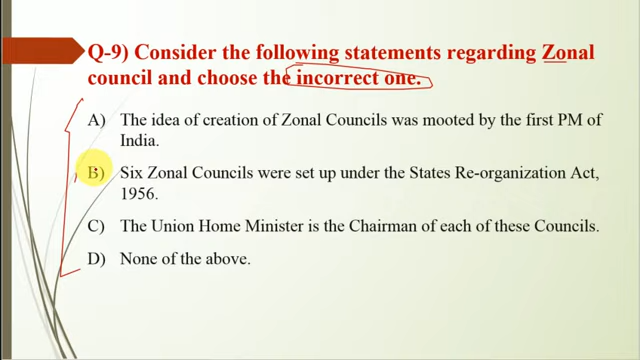 Q-9) Consider the following statements regarding Zonal
council and choose the incorrect one.
A) The idea of creation of Zonal Councils was mooted by the first PM of
India.
B) Six Zonal Councils were set up under the States Re-organization Act,
1956.
C) The Union Home Minister is the Chairman of each of these Councils.
D) None of the above.